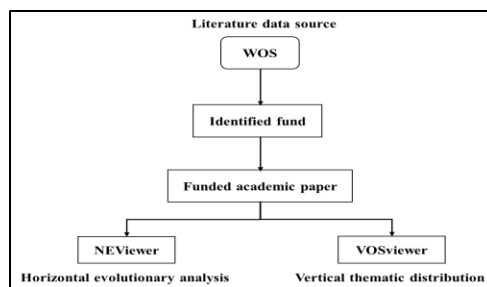 Literature data source
WOS
Identified fund
Funded academic paper
NEViewer
VOSviewer
Horizontal evolutionary analysis
Vertical thematic distribution